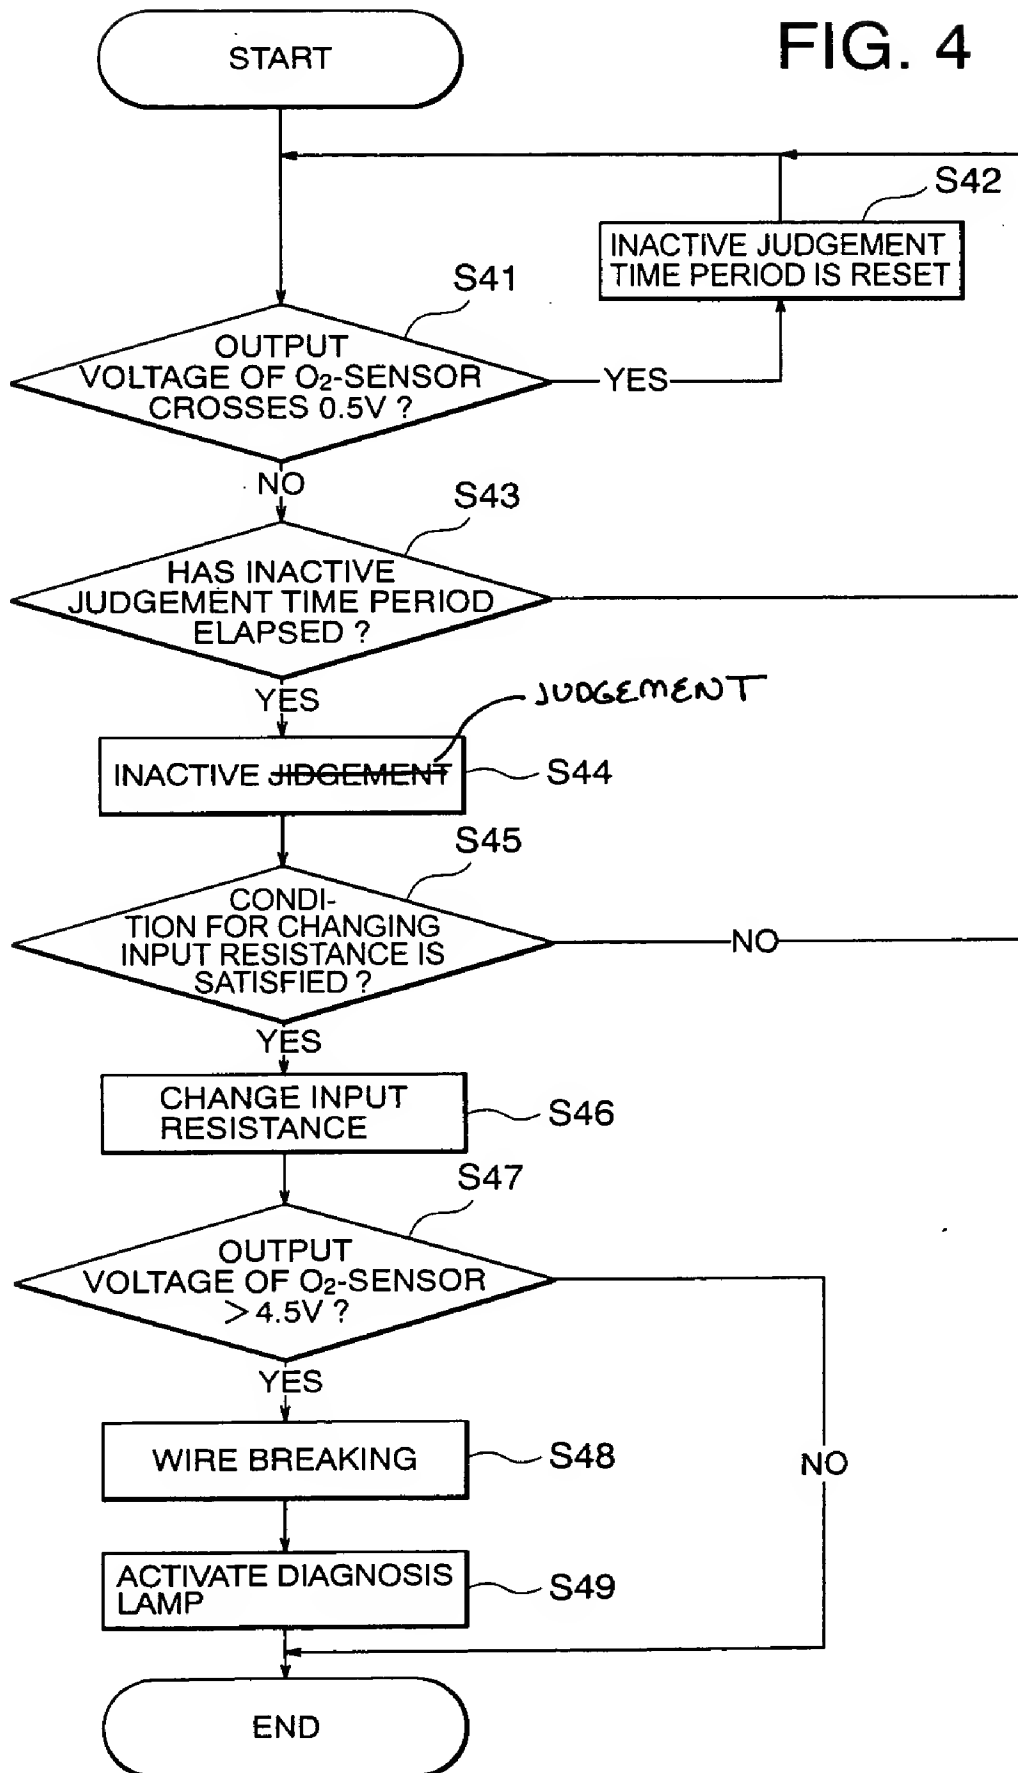 FIG. 4
START
S42
INACTIVE JUDGEMENT
TIME PERIOD IS RESET
S41
OUTPUT
VOLTAGE OF O2-SENSOR
CROSSES 0.5V ?
YES
NO
S43
HAS INACTIVE
JUDGEMENT TIME PERIOD
ELAPSED ?
YES
JUDGEMENT
INACTIVE JIDGEMENT
S44
S45
CONDI-
TION FOR CHANGING
INPUT RESISTANCE IS
SATISFIED ?
NO
YES
CHANGE INPUT
RESISTANCE
S46
S47
OUTPUT
VOLTAGE OF O2-SENSOR
> 4.5V ?
YES
WIRE BREAKING
S48
NO
ACTIVATE DIAGNOSIS
LAMP
S49
END